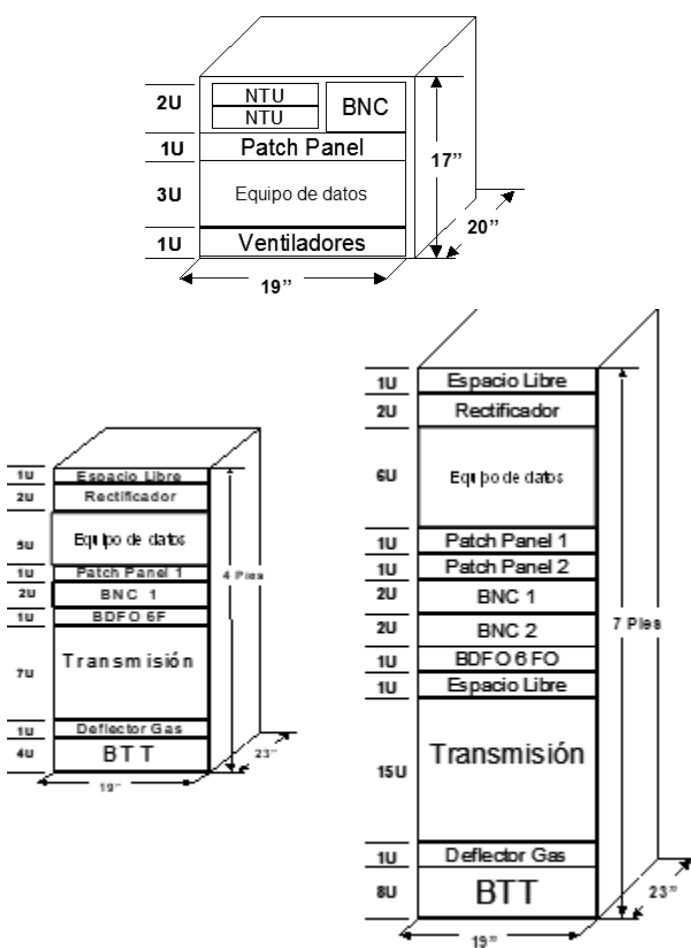 2U
NTU
NTU
BNC
1U
Patch Panel
3U
Equipo de datos
1U
Ventiladores
17”
20”
19”
1U
Espacio Libre
2U
Rectificador
5U
Equipo de datos
1U
Patch Panel 1
2U
BNC 1
1U
BDFO 6F
7U
Transmisión
1U
Deflector Gas
4U
BTT
4 Pies
23”
19”
1U
Espacio Libre
2U
Rectificador
6U
Equipo de datos
1U
Patch Panel 1
1U
Patch Panel 2
2U
BNC 1
2U
BNC 2
1U
BDFO 6 FO
1U
Espacio Libre
15U
Transmisión
1U
Deflector Gas
8U
BTT
7 Pies
23”
19”